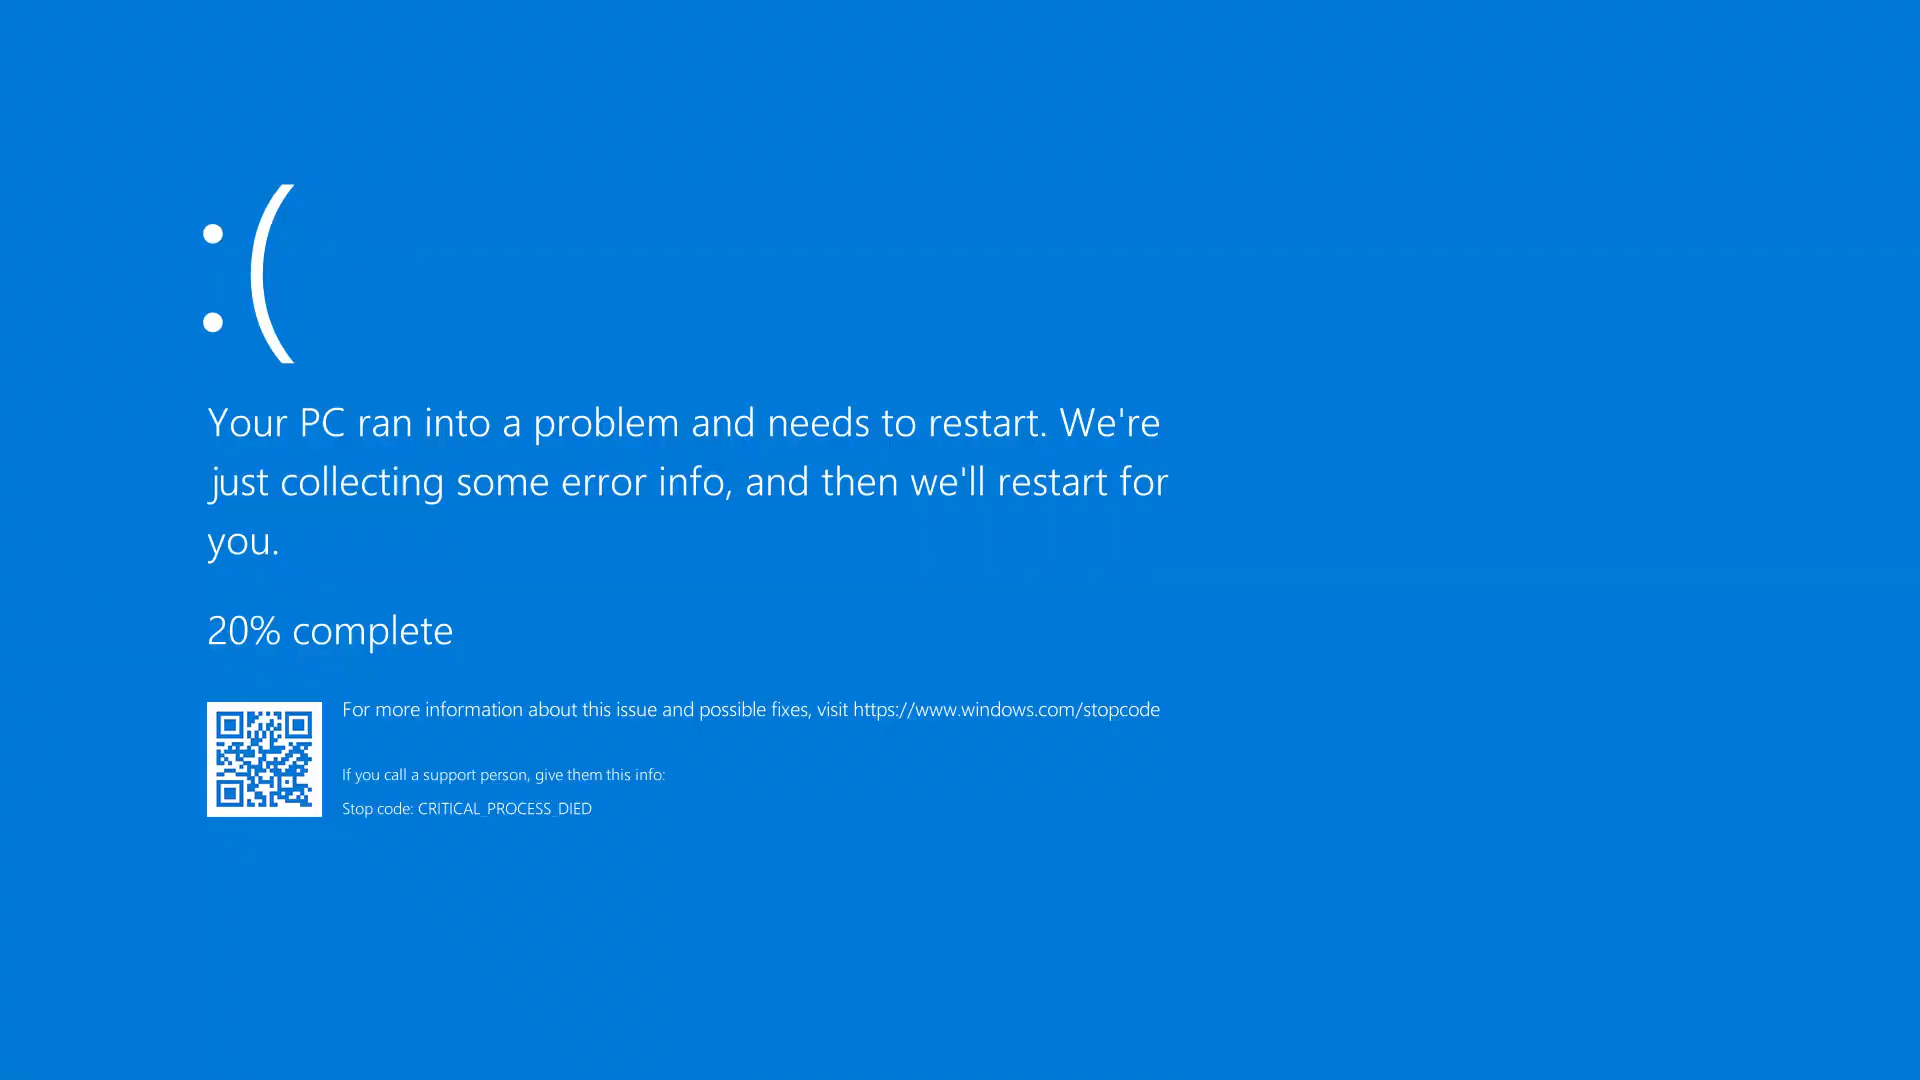 :(
Your PC ran into a problem and needs to restart. We're
just collecting some error info, and then we'll restart for
you.
20% complete
For more information about this issue and possible fixes, visit https://www.windows.com/stopcode
If you call a support person, give them this info:
Stop code: CRITICAL_PROCESS_DIED